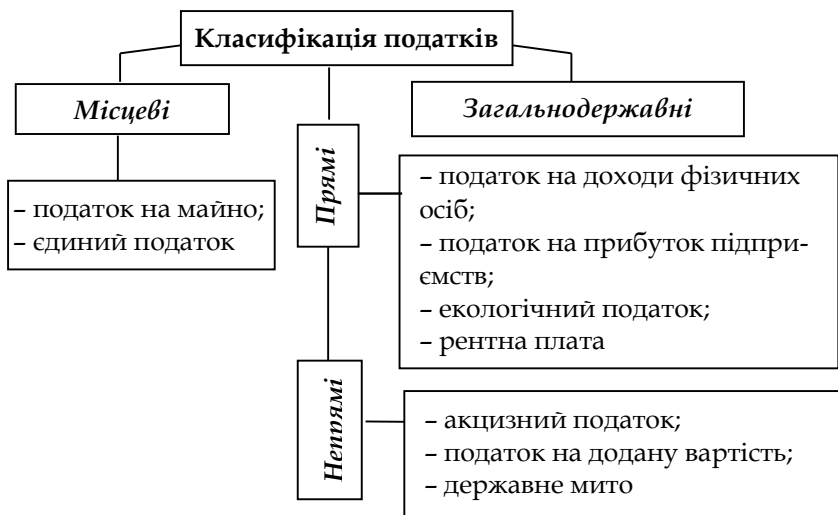 Класифікація податків
Місцеві
Загальнодержавні
– податок на майно;
– єдиний податок
Прямі
– податок на доходи фізичних
осіб;
– податок на прибуток підпри-
ємств;
– екологічний податок;
– рентна плата
Непрямі
– акцизний податок;
– податок на додану вартість;
– державне мито